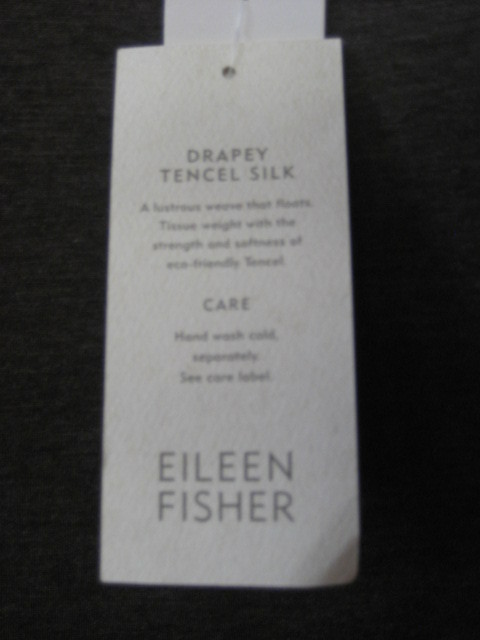 DRAPEY
TENCEL SILK
A lustrous weave that floats.
Tissue weight with the
strength and softness of
eco-friendly Tencel.
CARE
Hand wash cold,
separately.
See care label.
EILEEN
FISHER